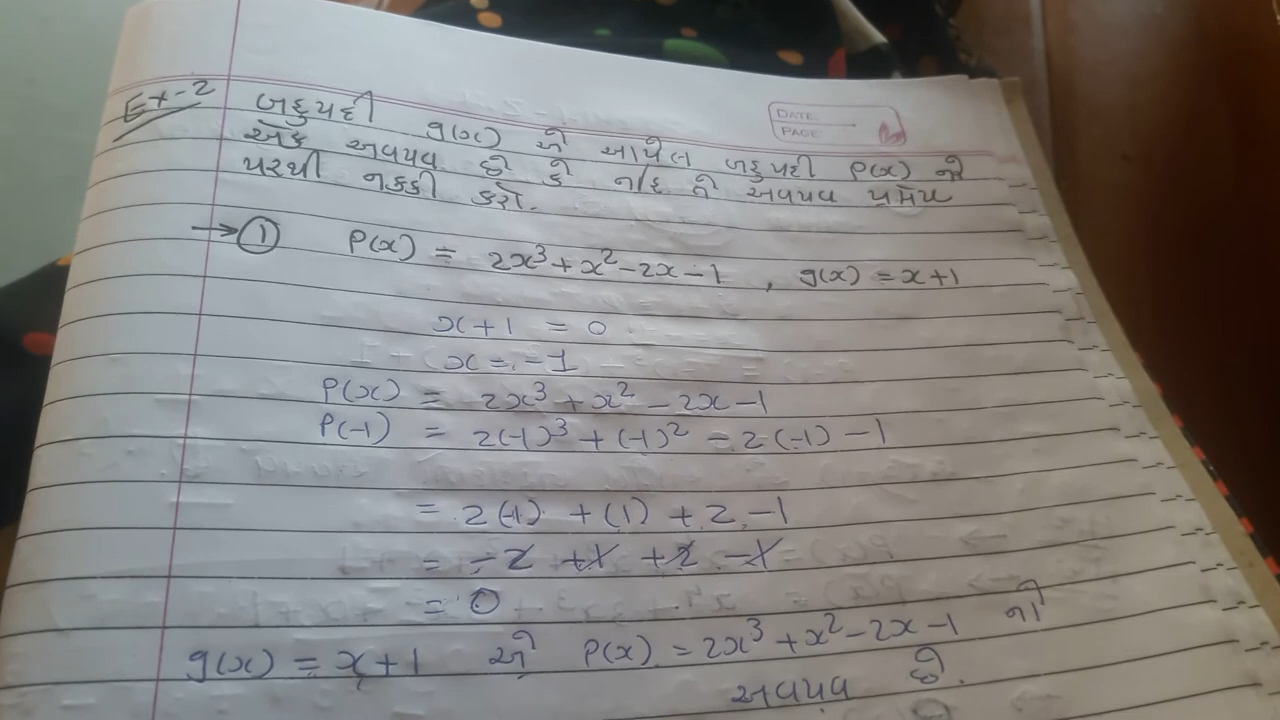 Ex-2 બહુપદી g(x) એ આપેલ બહુપદી P(x) નો
એક અવયવ છે કે નહિ તે અવયવ પ્રમેય
પરથી નક્કી કરો.
DATE
PAGE
→ ① P(x) = 2x³ + x² - 2x - 1 , g(x) = x + 1
x + 1 = 0
x = -1
P(x) = 2x³ + x² - 2x - 1
P(-1) = 2(-1)³ + (-1)² - 2(-1) - 1
= 2(-1) + (1) + 2 - 1
= -2 + 1 + 2 - 1
= 0
g(x) = x + 1 એ P(x) = 2x³ + x² - 2x - 1 નો
અવયવ છે.